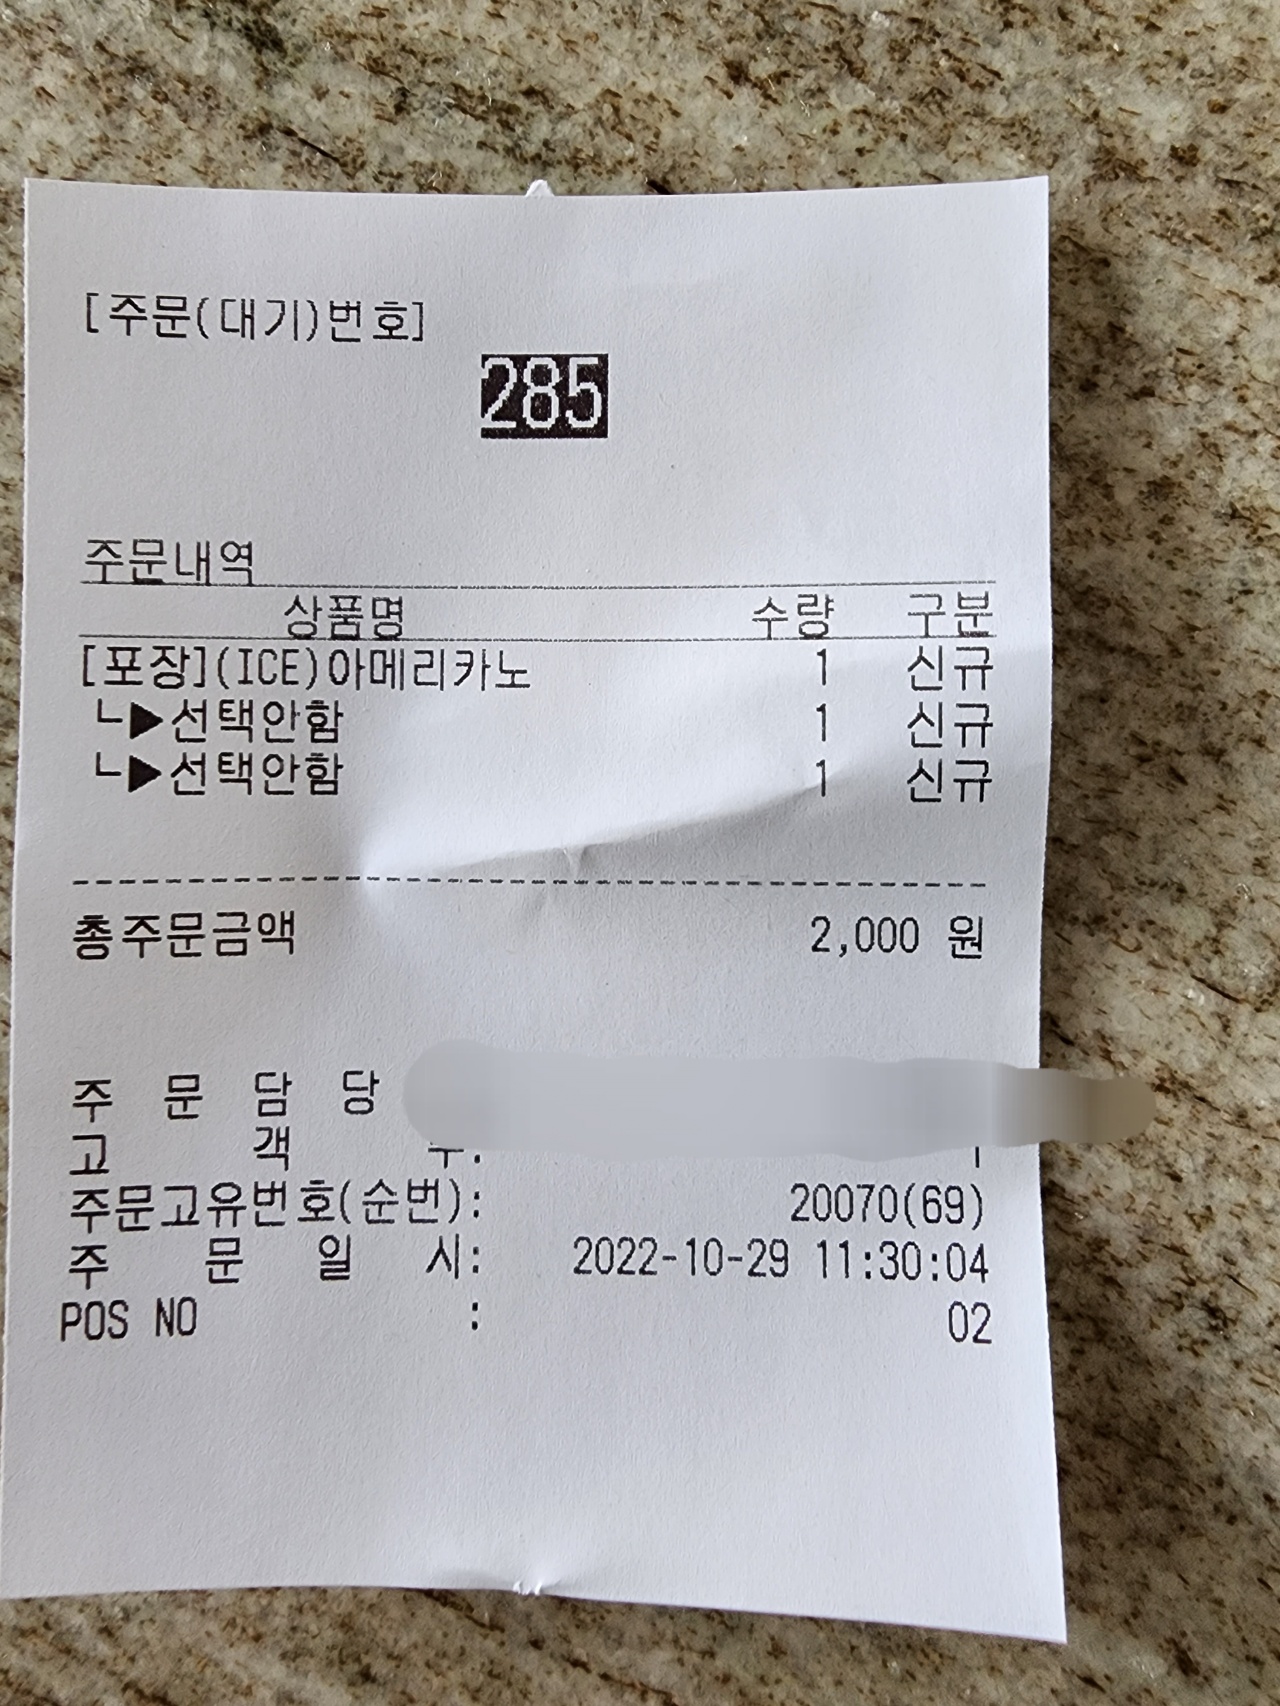 [주문(대기)번호]
285
주문내역
상품명 수량 구분
[포장](ICE)아메리카노 1 신규
└▶선택안함 1 신규
└▶선택안함 1 신규
총주문금액 2,000 원
주 문 담 당
고 객
주문고유번호(순번): 20070(69)
주 문 일 시: 2022-10-29 11:30:04
POS NO : 02